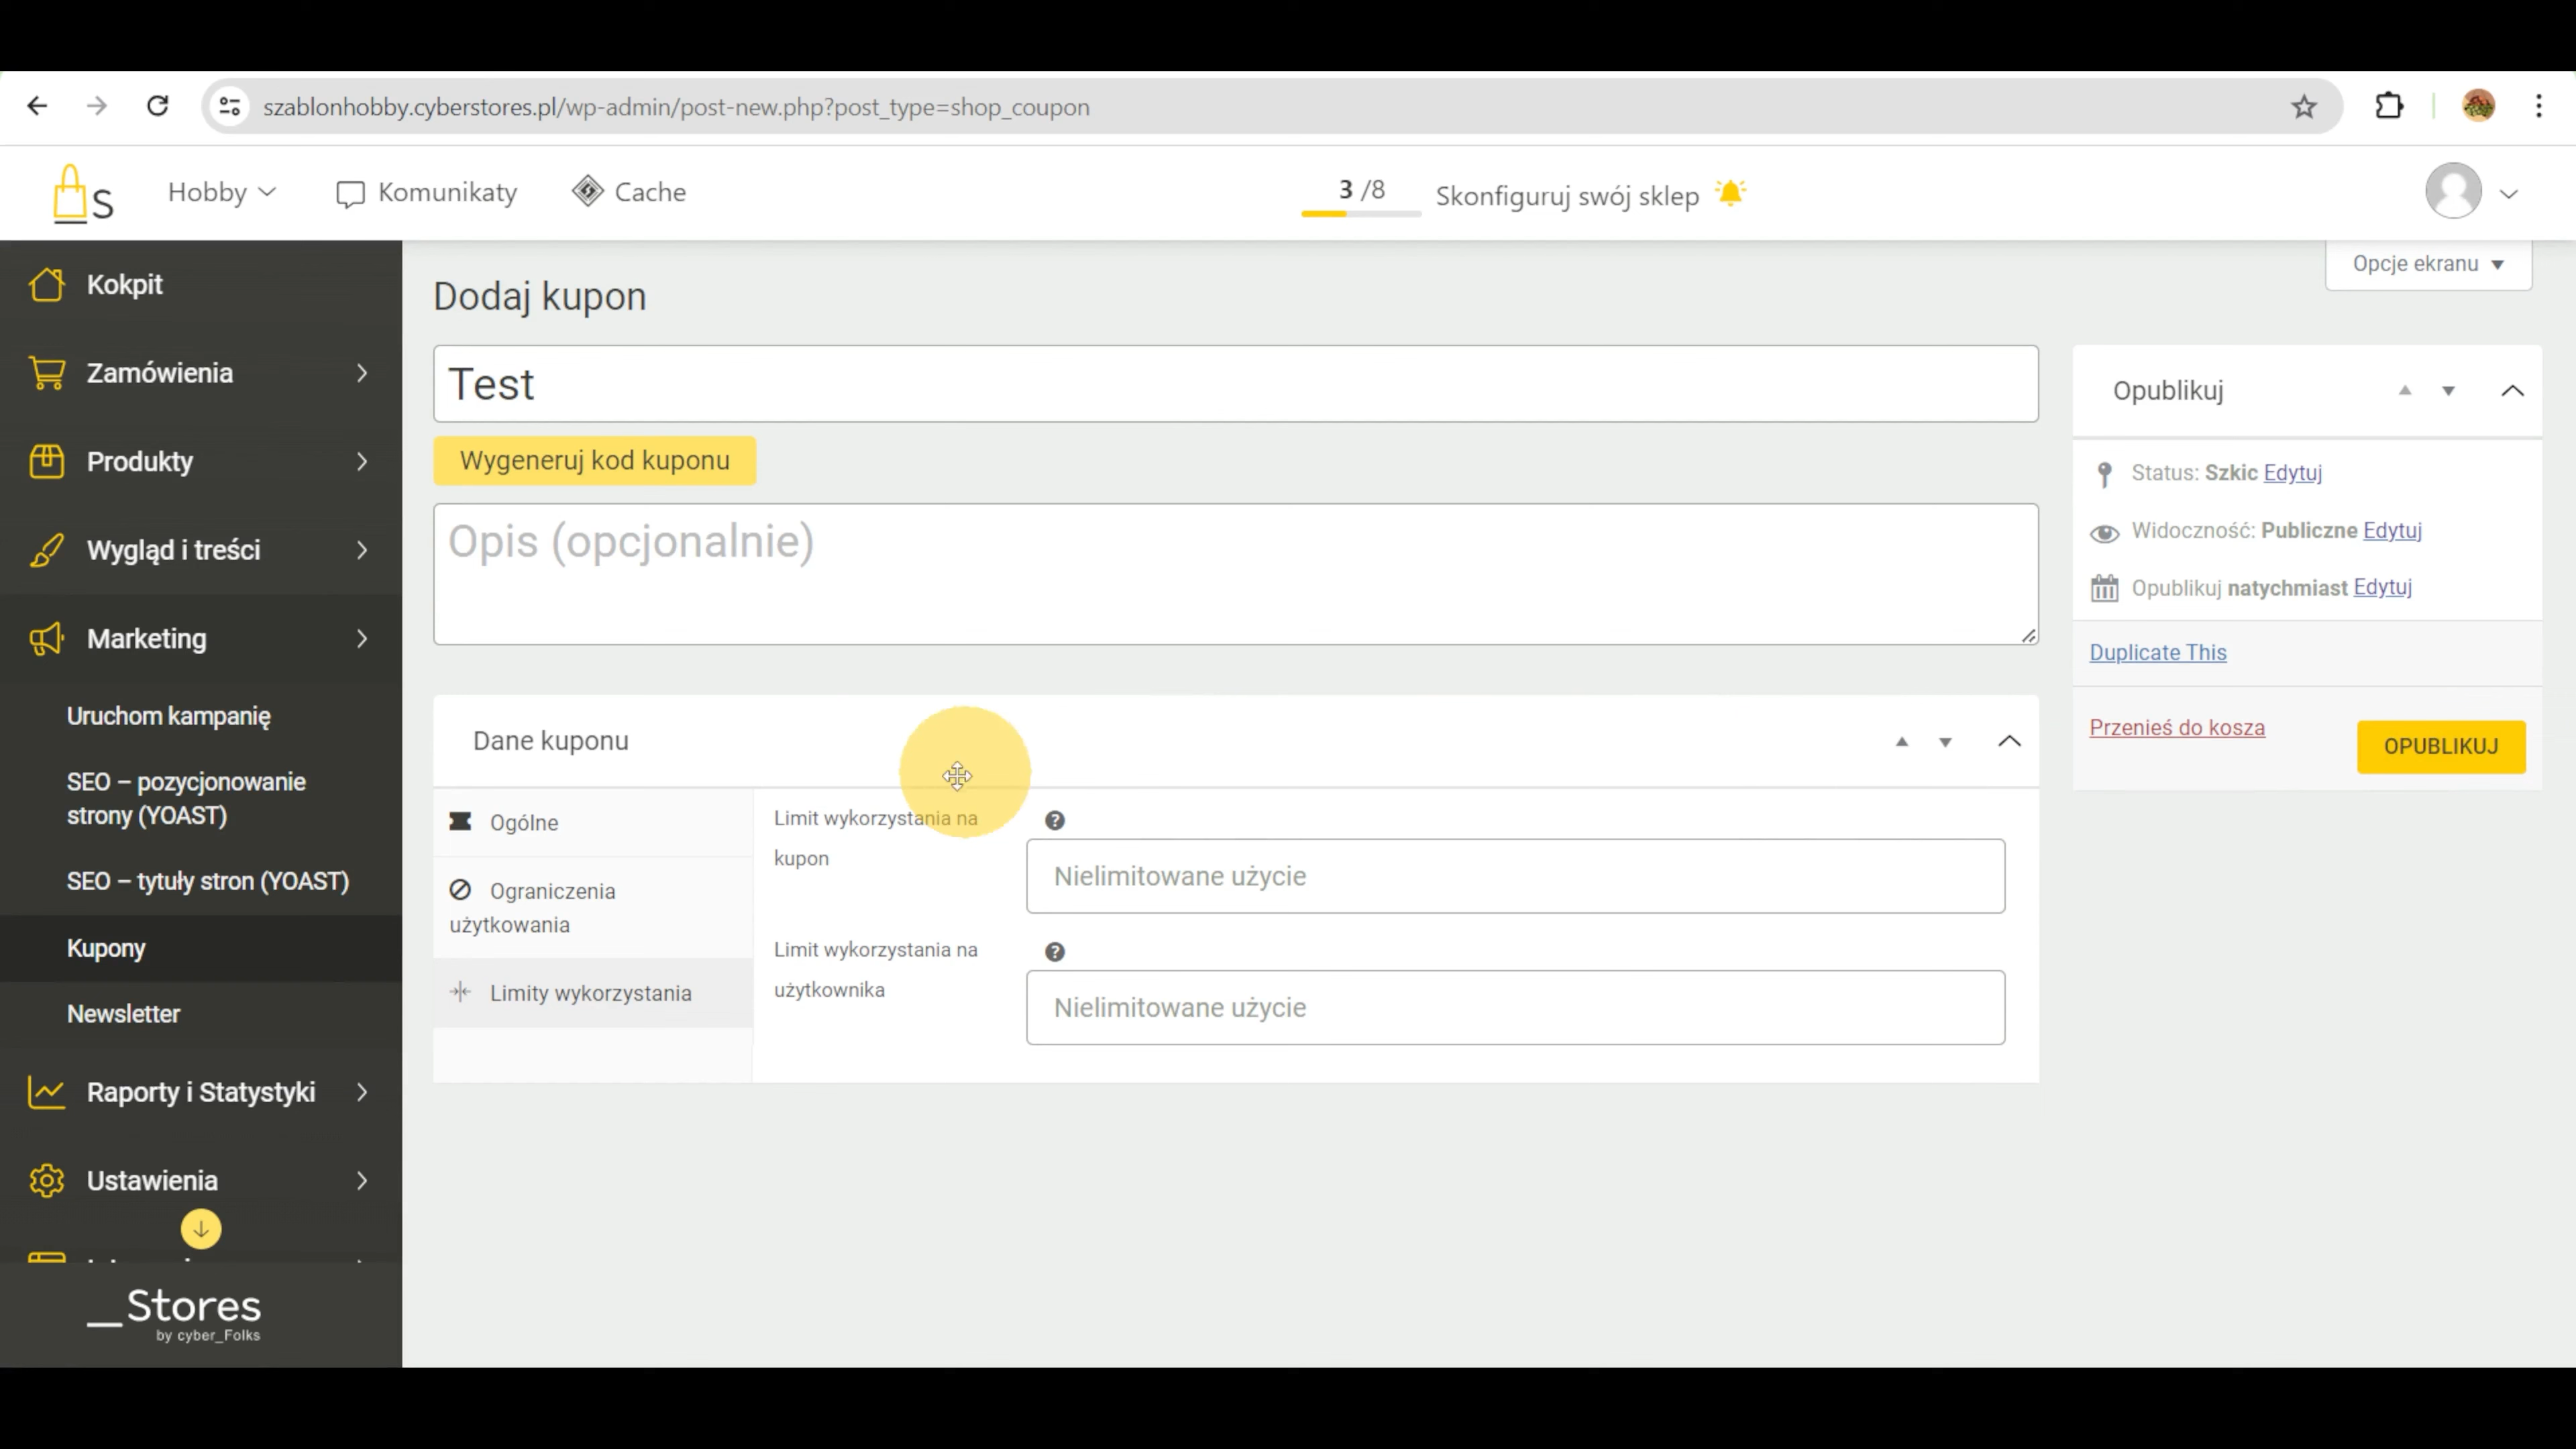 szablonhobby.cyberstores.pl/wp-admin/post-new.php?post_type=shop_coupon
S
Hobby
Komunikaty
Cache
3 /8
Skonfiguruj swój sklep
Kokpit
Zamówienia
Produkty
Wygląd i treści
Marketing
Uruchom kampanię
SEO – pozycjonowanie
strony (YOAST)
SEO – tytuły stron (YOAST)
Kupony
Newsletter
Raporty i Statystyki
Ustawienia
__Stores
by cyber_Folks
Opcje ekranu
Dodaj kupon
Test
Wygeneruj kod kuponu
Opis (opcjonalnie)
Dane kuponu
Ogólne
Ograniczenia
użytkowania
Limity wykorzystania
Limit wykorzystania na
kupon
Nielimitowane użycie
Limit wykorzystania na
użytkownika
Nielimitowane użycie
Opublikuj
Status: Szkic Edytuj
Widoczność: Publiczne Edytuj
Opublikuj natychmiast Edytuj
Duplicate This
Przenieś do kosza
OPUBLIKUJ